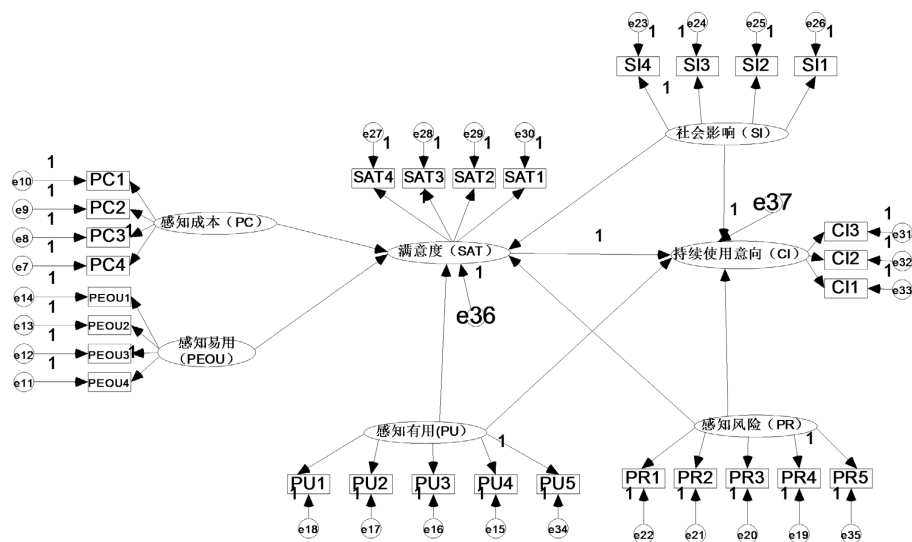 e23 e24 e25 e26
1 1 1 1
SI4 SI3 SI2 SI1
1
社会影响（SI）
e27 e28 e29 e30
1 1 1 1
SAT4 SAT3 SAT2 SAT1
1
满意度（SAT）
1
e36
1
e37
1
持续使用意向（CI）
CI3 1 e31
CI2 1 e32
CI1 1 e33
e10 1 PC1
e9 1 PC2
e8 1 PC3 1
e7 1 PC4
感知成本（PC）
e14 1 PEOU1
e13 1 PEOU2
e12 1 PEOU3 1
e11 1 PEOU4
感知易用
（PEOU）
感知有用(PU)
1
PU1 PU2 PU3 PU4 PU5
1 1 1 1 1
e18 e17 e16 e15 e34
感知风险（PR）
1
PR1 PR2 PR3 PR4 PR5
1 1 1 1 1
e22 e21 e20 e19 e35